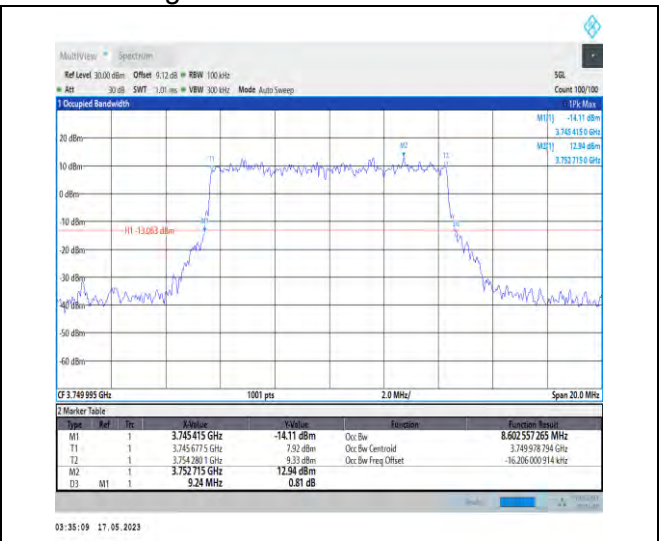 MultiView Spectrum
Ref Level 30.00 dBm Offset 9.12 dB RBW 100 kHz SGL
Att 30 dB SWT 1.01 ms VBW 300 kHz Mode Auto Sweep Count 100/100
1 Occupied Bandwidth 1Pk Max
M1[1] -14.11 dBm
3.745 415 0 GHz
20 dBm M2[1] 12.94 dBm
M2 3.752 715 0 GHz
T1 T2
10 dBm
0 dBm
-10 dBm
M1
H1 -13.063 dBm
-20 dBm
-30 dBm
-40 dBm
-50 dBm
-60 dBm
CF 3.749 995 GHz 1001 pts 2.0 MHz/ Span 20.0 MHz
2 Marker Table
Type Ref Trc X-Value Y-Value Function Function Result
M1 1 3.745 415 GHz -14.11 dBm Occ Bw 8.602 557 265 MHz
T1 1 3.745 677 5 GHz 7.92 dBm Occ Bw Centroid 3.749 978 794 GHz
T2 1 3.754 280 1 GHz 9.33 dBm Occ Bw Freq Offset -16.206 000 914 kHz
M2 1 3.752 715 GHz 12.94 dBm
D3 M1 1 9.24 MHz 0.81 dB
03:35:09 17.05.2023